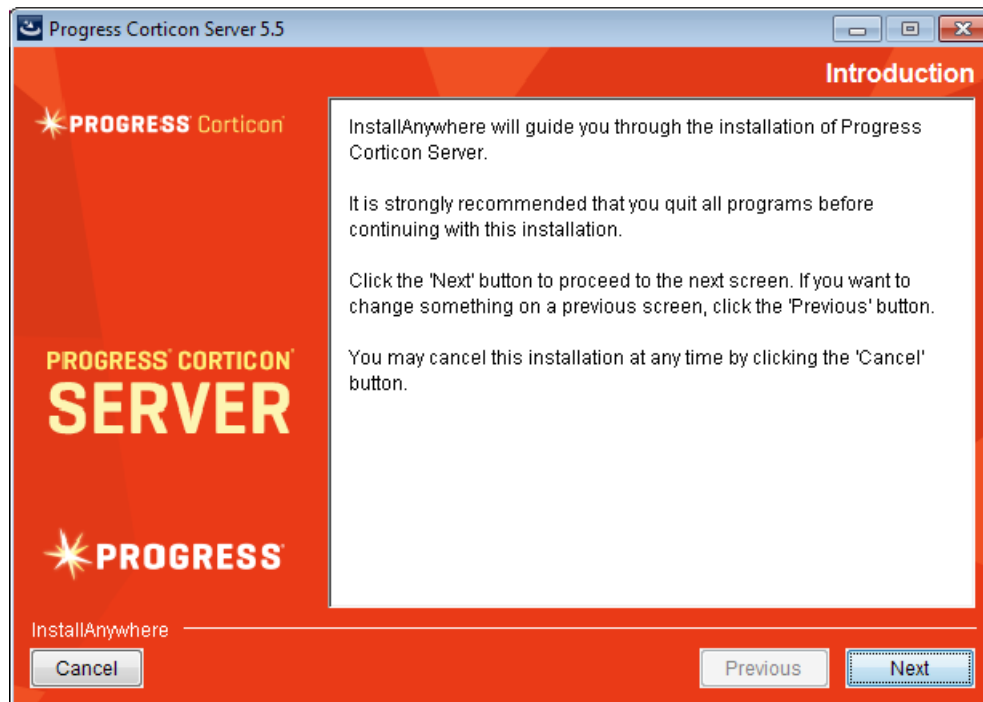 Progress Corticon Server 5.5
Introduction
PROGRESS Corticon
InstallAnywhere will guide you through the installation of Progress
Corticon Server.
It is strongly recommended that you quit all programs before
continuing with this installation.
Click the 'Next' button to proceed to the next screen. If you want to
change something on a previous screen, click the 'Previous' button.
You may cancel this installation at any time by clicking the 'Cancel'
button.
PROGRESS CORTICON
SERVER
PROGRESS
InstallAnywhere
Cancel
Previous
Next